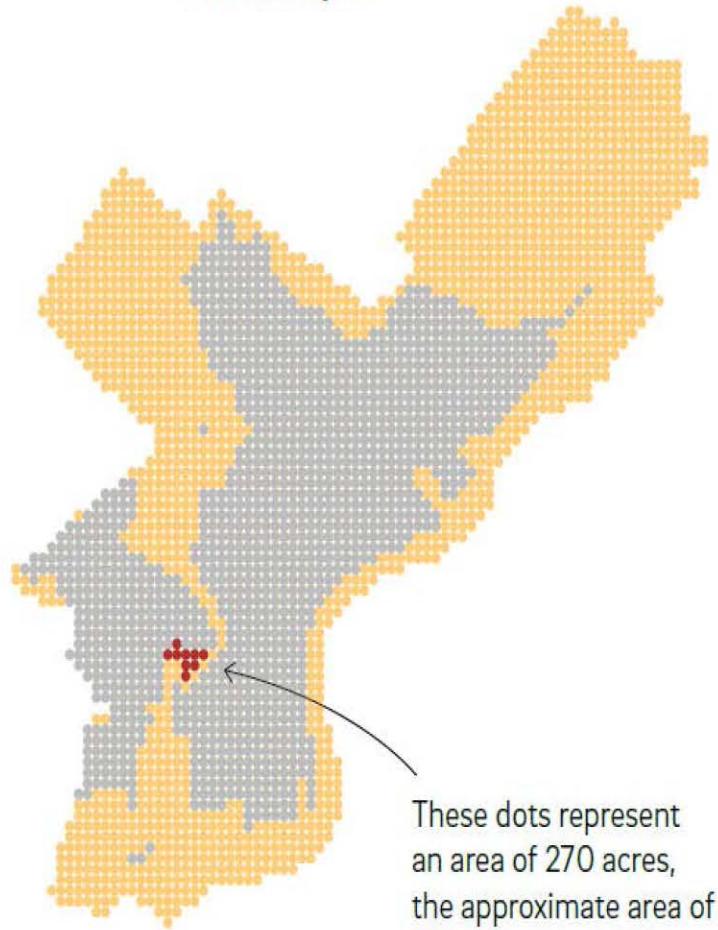 These dots represent
an area of 270 acres,
the approximate area of